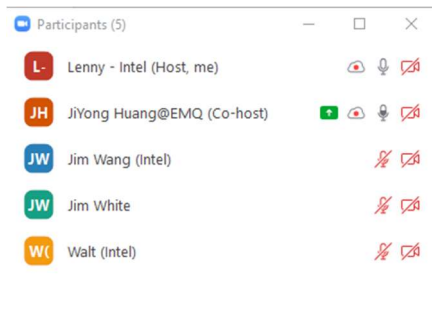 Participants (5)
L- Lenny - Intel (Host, me)
JH JiYong Huang@EMQ (Co-host)
JW Jim Wang (Intel)
JW Jim White
W( Walt (Intel)